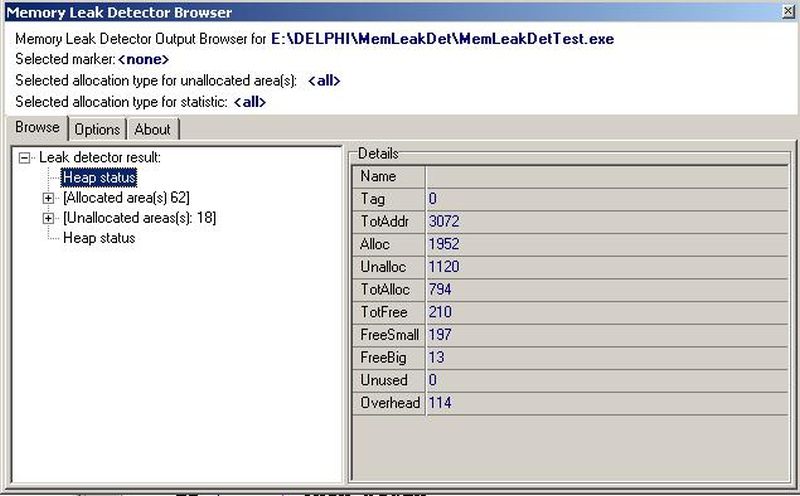 Memory Leak Detector Browser
Memory Leak Detector Output Browser for E:\DELPHI\MemLeakDet\MemLeakDetTest.exe
Selected marker: <none>
Selected allocation type for unallocated area(s): <all>
Selected allocation type for statistic: <all>
Browse Options About
Leak detector result:
Heap status
[Allocated area(s) 62]
[Unallocated areas(s): 18]
Heap status
Details
Name
Tag 0
TotAddr 3072
Alloc 1952
Unalloc 1120
TotAlloc 794
TotFree 210
FreeSmall 197
FreeBig 13
Unused 0
Overhead 114